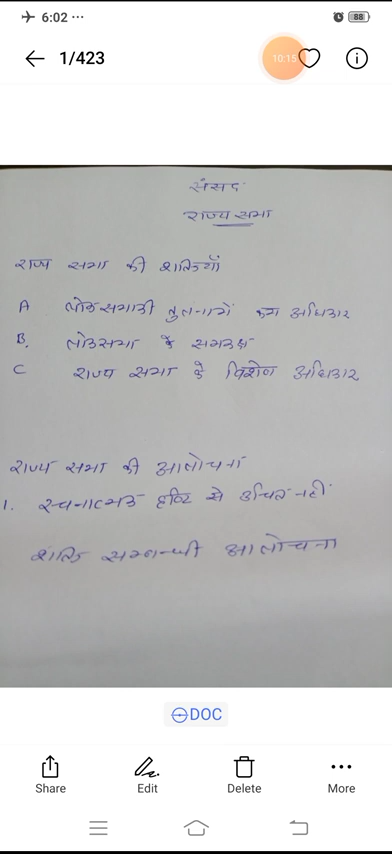 6:02 ...
88
1/423
10:15
संसद
राज्य सभा
राज्य सभा की शक्तियाँ
A लोकसभाकी तुलनामें कम अधिकार
B. लोकसभा के समकक्ष
C राज्य सभा के विशेष अधिकार
राज्य सभा की आलोचना
1. रचनात्मक दृष्टि से उचित नहीं
शक्ति सम्बन्धी आलोचना
DOC
Share Edit Delete More